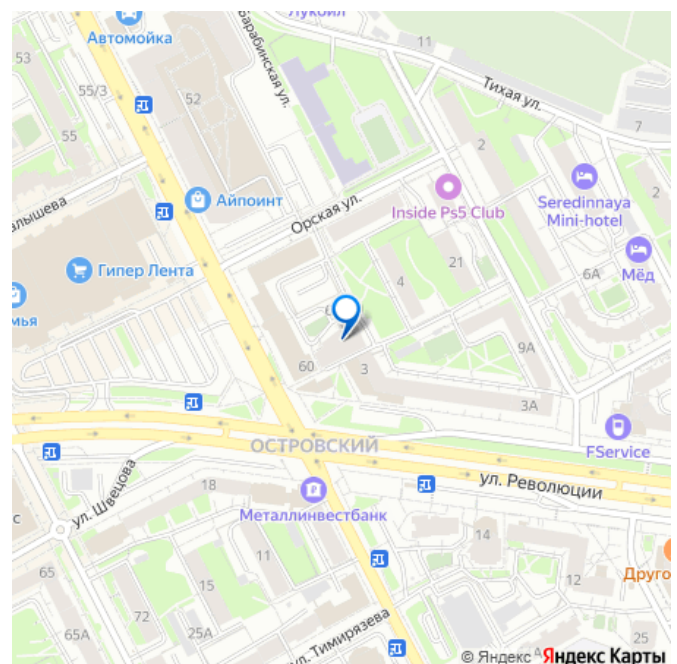 Лукойл
11
Автомойка
53
55/3
52
Барабинская ул.
Тихая ул.
7
55
2
Айпоинт
Орская ул.
Inside Ps5 Club
Seredinnaya
Mini-hotel
2
Гипер Лента
4
21
6А
Мёд
мья
60
3
9А
3А
FService
ОСТРОВСКИЙ
ул. Революции
ул. Швецова
18
Металлинвестбанк
с
14
65
11
15
12
Друго
72
65А
25А
ул. Тимирязева
25
© Яндекс Яндекс Карты